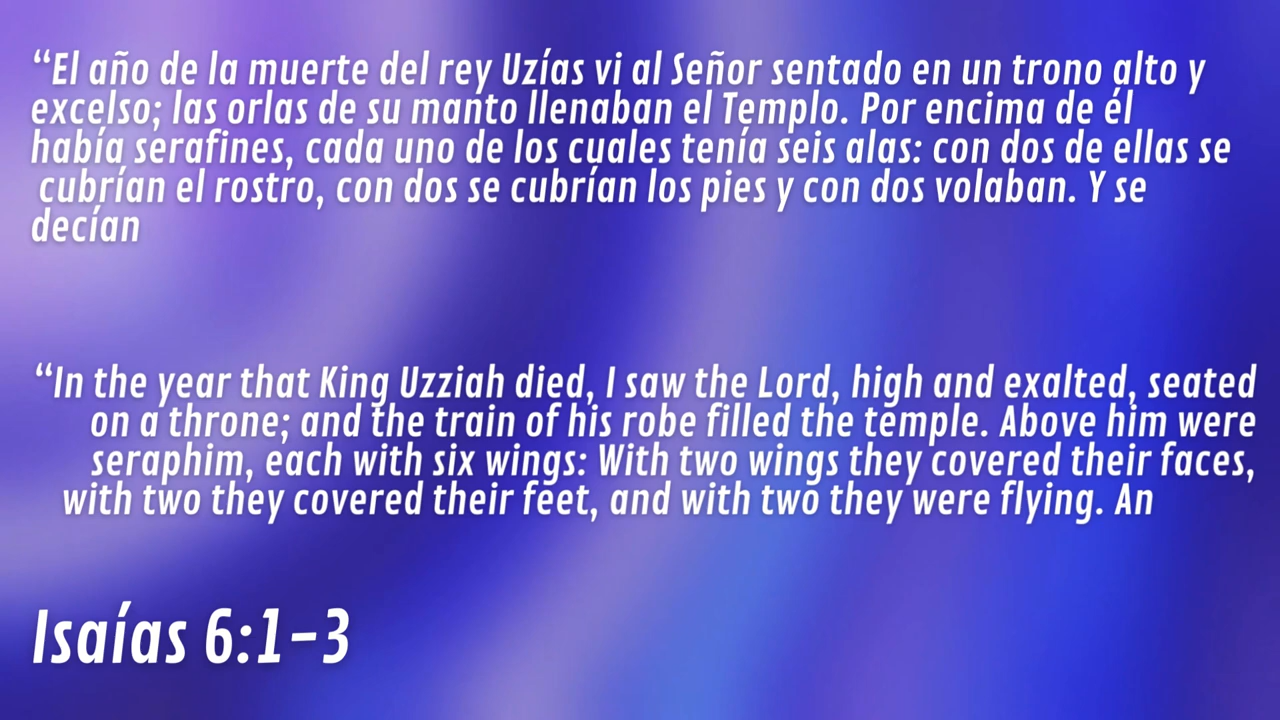 “El año de la muerte del rey Uzías vi al Señor sentado en un trono alto y
excelso; las orlas de su manto llenaban el Templo. Por encima de él
había serafines, cada uno de los cuales tenía seis alas: con dos de ellas se
cubrían el rostro, con dos se cubrían los pies y con dos volaban. Y se
decían
“In the year that King Uzziah died, I saw the Lord, high and exalted, seated
on a throne; and the train of his robe filled the temple. Above him were
seraphim, each with six wings: With two wings they covered their faces,
with two they covered their feet, and with two they were flying. An
Isaías 6:1-3